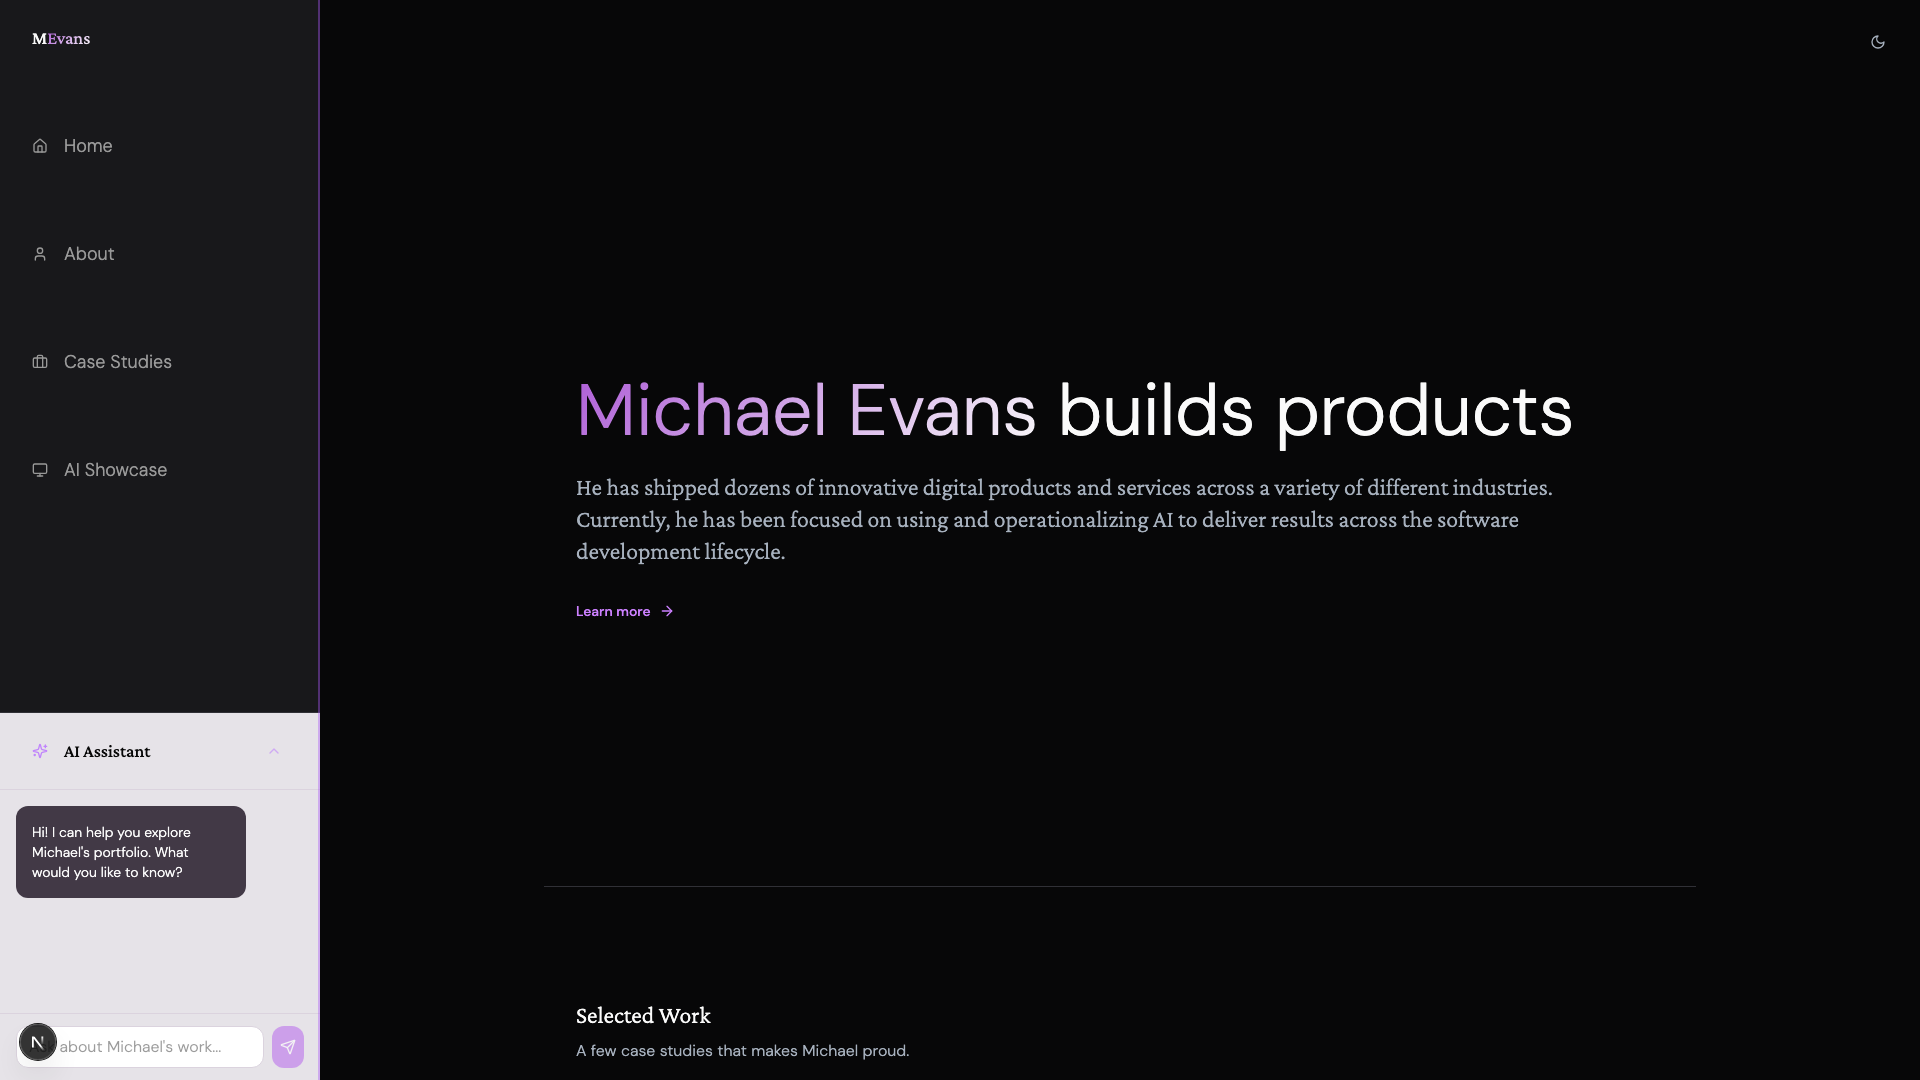 MEvans
Home
About
Case Studies
AI Showcase
Michael Evans builds products
He has shipped dozens of innovative digital products and services across a variety of different industries.
Currently, he has been focused on using and operationalizing AI to deliver results across the software
development lifecycle.
Learn more
AI Assistant
Hi! I can help you explore
Michael's portfolio. What
would you like to know?
N
about Michael's work...
Selected Work
A few case studies that makes Michael proud.